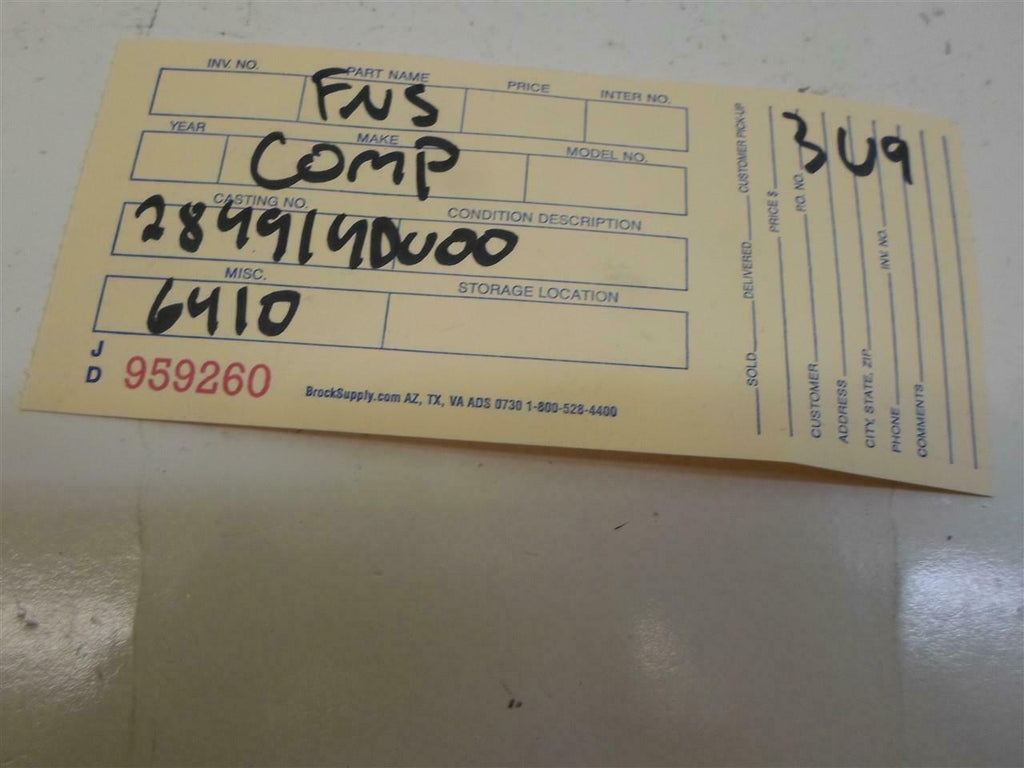 INV. NO. PART NAME PRICE INTER NO.
FNS
YEAR MAKE MODEL NO.
COMP
CASTING NO. CONDITION DESCRIPTION
2849914DU00
MISC. STORAGE LOCATION
6410
J
D
959260
BrockSupply.com AZ, TX, VA ADS 0730 1-800-528-4400
SOLD DELIVERED CUSTOMER PICK-UP
PRICE $
P.O. NO.
CUSTOMER
ADDRESS
CITY, STATE, ZIP
INV. NO.
PHONE
COMMENTS
3U9